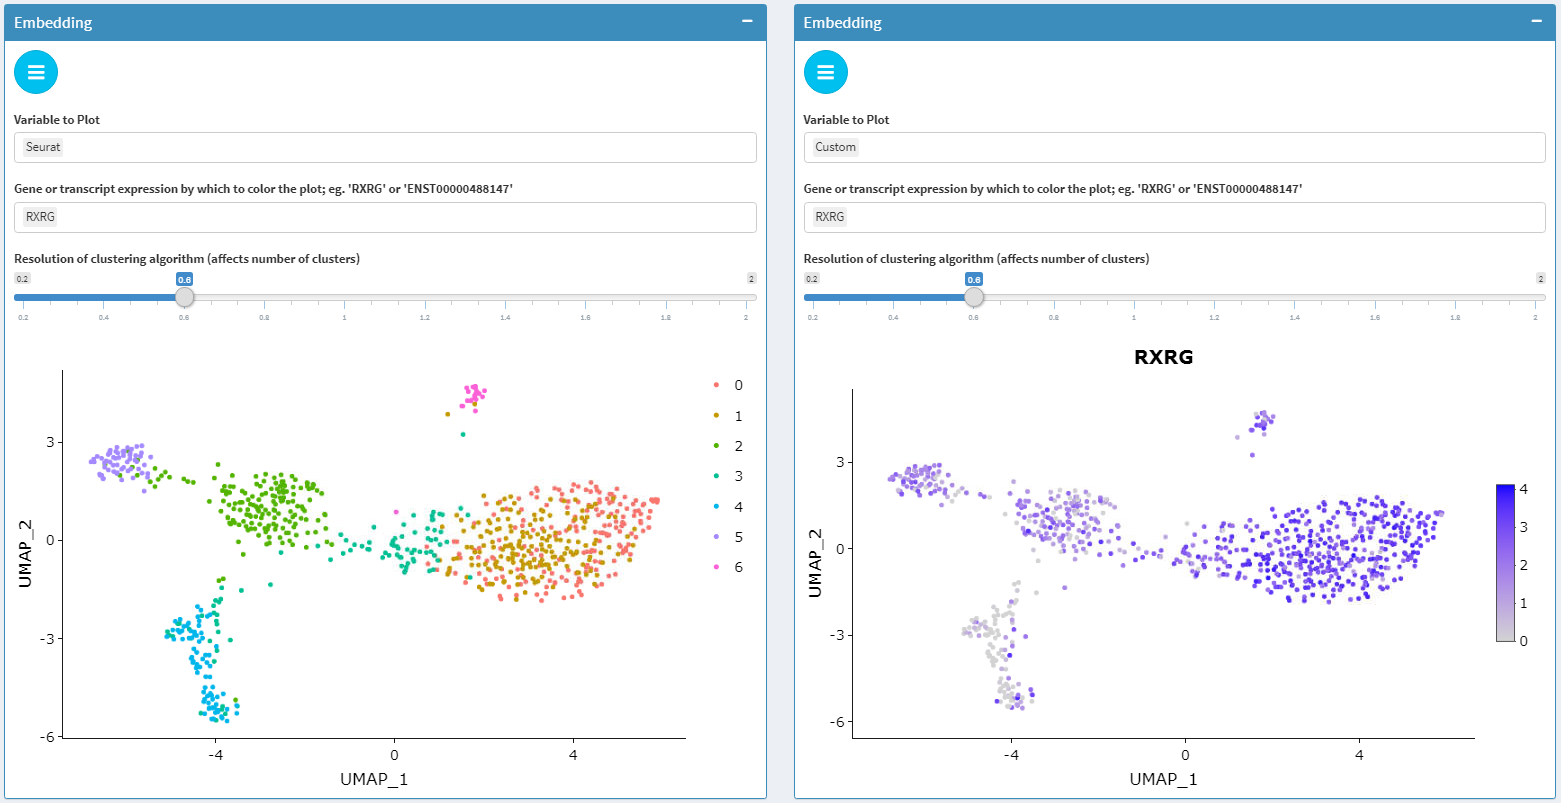 Embedding
−
Variable to Plot
Seurat
Gene or transcript expression by which to color the plot; eg. 'RXRG' or 'ENST00000488147'
RXRG
Resolution of clustering algorithm (affects number of clusters)
0.2 0.6 2
0.2 0.4 0.6 0.8 1 1.2 1.4 1.6 1.8 2
0
1
2
3
4
5
6
3
0
-3
-6
UMAP_2
-4 0 4
UMAP_1
Embedding
−
Variable to Plot
Custom
Gene or transcript expression by which to color the plot; eg. 'RXRG' or 'ENST00000488147'
RXRG
Resolution of clustering algorithm (affects number of clusters)
0.2 0.6 2
0.2 0.4 0.6 0.8 1 1.2 1.4 1.6 1.8 2
RXRG
3
0
-3
-6
UMAP_2
4
3
2
1
0
-4 0 4
UMAP_1